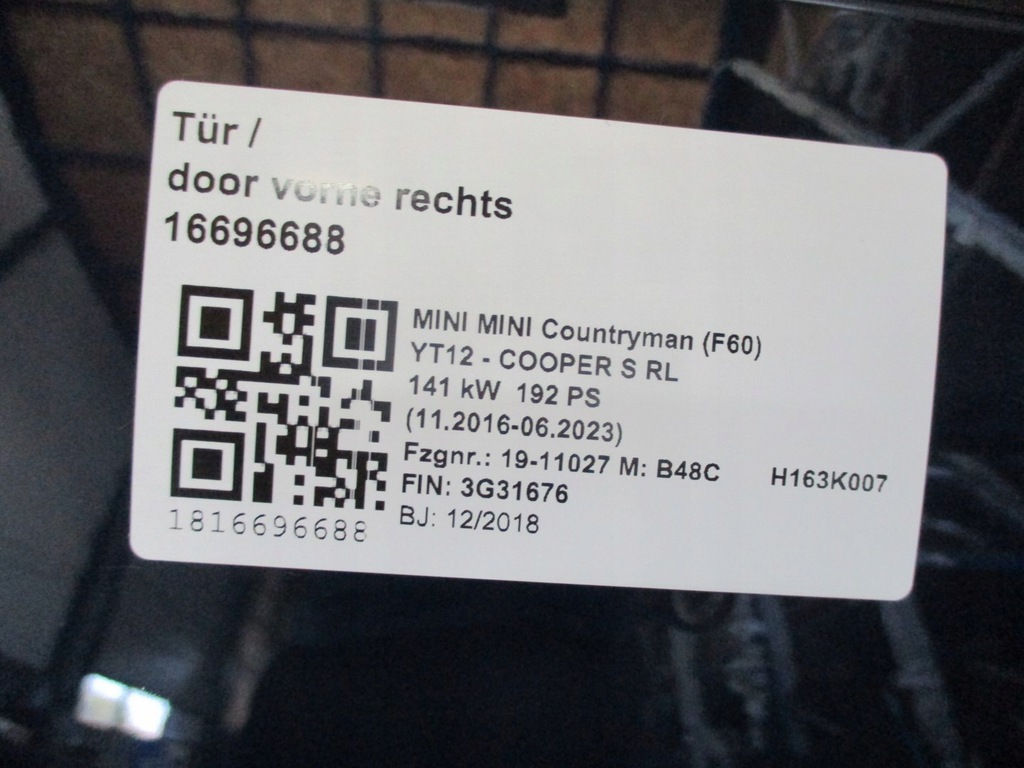 Tür /
door vorne rechts
16696688
MINI MINI Countryman (F60)
YT12 - COOPER S RL
141 kW 192 PS
(11.2016-06.2023)
Fzgnr.: 19-11027 M: B48C H163K007
FIN: 3G31676
BJ: 12/2018
1816696688